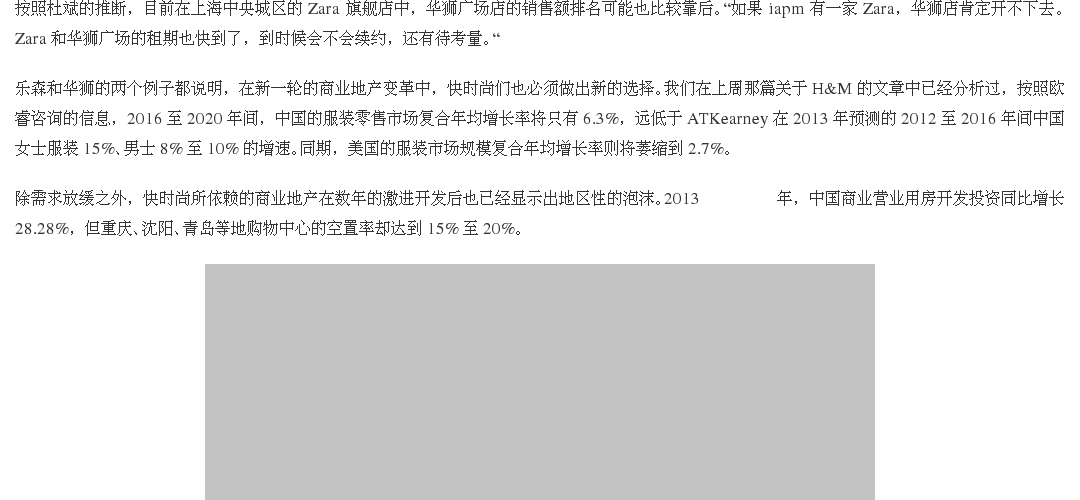 按照杜斌的推断，目前在上海中央城区的 Zara 旗舰店中，华狮广场店的销售额排名可能也比较靠后。“如果 iapm 有一家 Zara，华狮店肯定开不下去。
Zara 和华狮广场的租期也快到了，到时候会不会续约，还有待考量。“
乐森和华狮的两个例子都说明，在新一轮的商业地产变革中，快时尚们也必须做出新的选择。我们在上周那篇关于 H&M 的文章中已经分析过，按照欧
睿咨询的信息，2016 至 2020 年间，中国的服装零售市场复合年均增长率将只有 6.3%，远低于 ATKearney 在 2013 年预测的 2012 至 2016 年间中国
女士服装 15%、男士 8% 至 10% 的增速。同期，美国的服装市场规模复合年均增长率则将萎缩到 2.7%。
除需求放缓之外，快时尚所依赖的商业地产在数年的激进开发后也已经显示出地区性的泡沫。2013 年，中国商业营业用房开发投资同比增长
28.28%，但重庆、沈阳、青岛等地购物中心的空置率却达到 15% 至 20%。